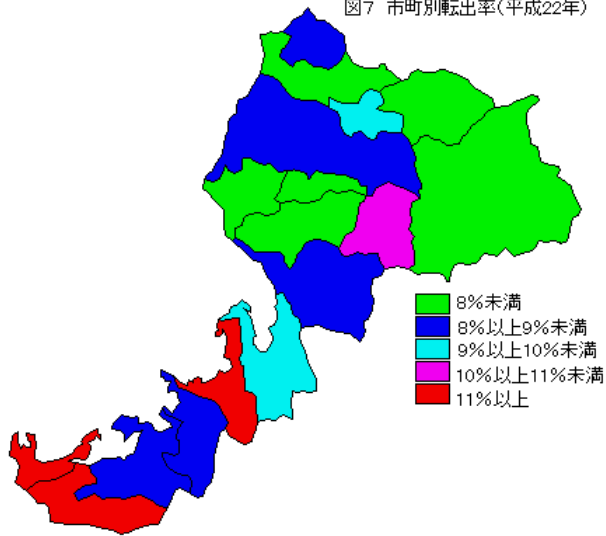 図7 市町別転出率(平成22年)
8%未満
8%以上9%未満
9%以上10%未満
10%以上11%未満
11%以上